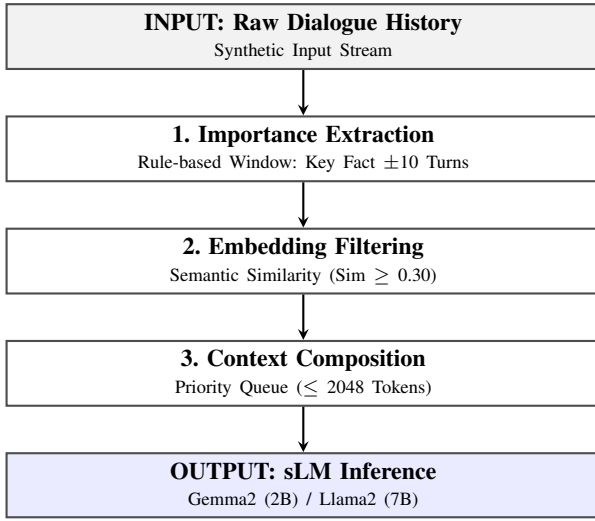 INPUT: Raw Dialogue History
Synthetic Input Stream
1. Importance Extraction
Rule-based Window: Key Fact ±10 Turns
2. Embedding Filtering
Semantic Similarity (Sim ≥ 0.30)
3. Context Composition
Priority Queue (≤ 2048 Tokens)
OUTPUT: sLM Inference
Gemma2 (2B) / Llama2 (7B)